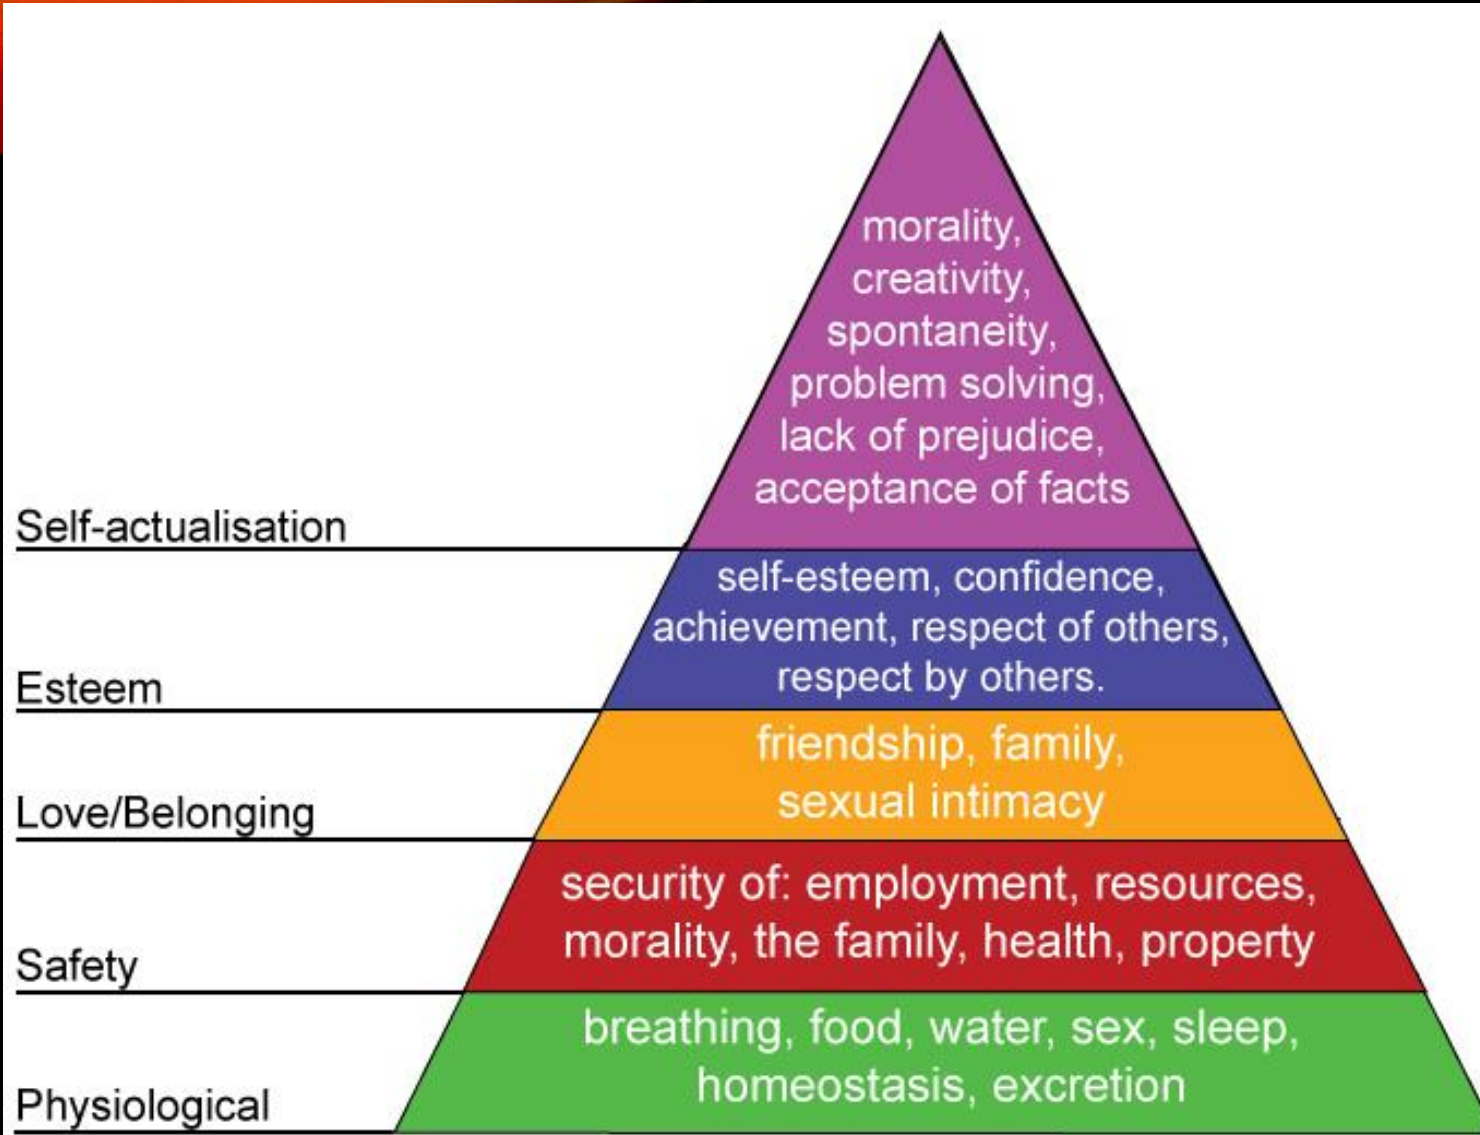 morality,
creativity,
spontaneity,
problem solving,
lack of prejudice,
acceptance of facts
Self-actualisation
self-esteem, confidence,
achievement, respect of others,
respect by others.
Esteem
friendship, family,
sexual intimacy
Love/Belonging
security of: employment, resources,
morality, the family, health, property
Safety
breathing, food, water, sex, sleep,
homeostasis, excretion
Physiological